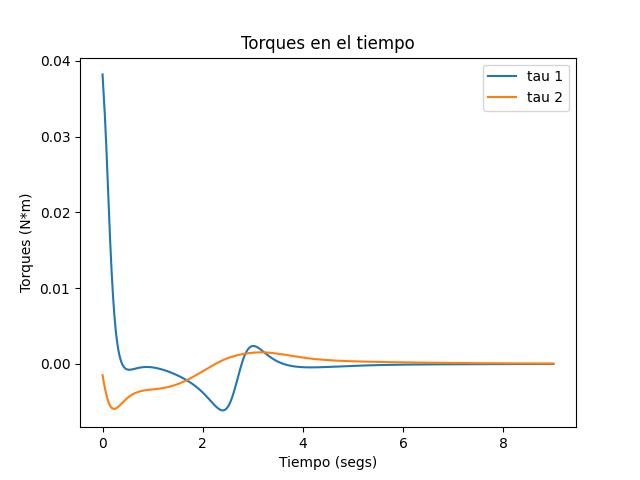 Torques en el tiempo
tau 1
tau 2
0.04
0.03
0.02
0.01
0.00
Torques (N*m)
0 2 4 6 8
Tiempo (segs)